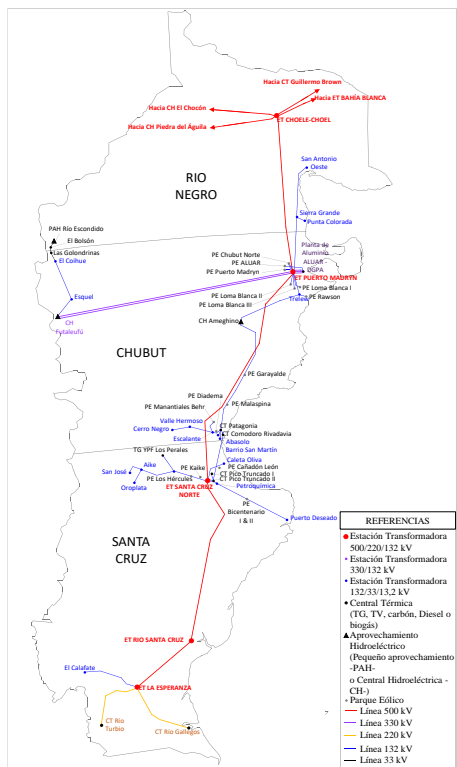 Hacia CT Guillermo Brown
Hacia ET BAHÍA BLANCA
Hacia CH El Chocón
ET CHOELE-CHOEL
Hacia CH Piedra del Águila
San Antonio
Oeste
RIO
NEGRO
Sierra Grande
Punta Colorada
PAH Río Escondido
El Bolsón
Las Golondrinas
El Coihue
Planta de
Aluminio
ALUAR -
DGPA
PE Chubut Norte
PE ALUAR
PE Puerto Madryn
ET PUERTO MADRYN
PE Loma Blanca I
PE Loma Blanca II
PE Rawson
PE Loma Blanca III
Trelew
Esquel
CH
Futaleufú
CH Ameghino
CHUBUT
PE Garayalde
PE Diadema
PE Malaspina
PE Manantiales Behr
Valle Hermoso
CT Patagonia
Cerro Negro
CT Comodoro Rivadavia
Escalante
Abasolo
Barrio San Martín
TG YPF Los Perales
Caleta Oliva
Aike
PE Kaike
PE Cañadón León
San José
CT Pico Truncado I
PE Los Hércules
CT Pico Truncado II
Oroplata
ET SANTA CRUZ
NORTE
Petroquímica
PE
Bicentenario
I & II
Puerto Deseado
SANTA
CRUZ
ET RIO SANTA CRUZ
El Calafate
ET LA ESPERANZA
CT Río
Turbio
CT Río Gallegos
REFERENCIAS
Estación Transformadora
500/220/132 kV
Estación Transformadora
330/132 kV
Estación Transformadora
132/33/13,2 kV
Central Térmica
(TG, TV, carbón, Diesel o
biogás)
Aprovechamiento
Hidroeléctrico
(Pequeño aprovechamiento
-PAH-
o Central Hidroeléctrica -
CH-)
Parque Eólico
Línea 500 kV
Línea 330 kV
Línea 220 kV
Línea 132 kV
Línea 33 kV